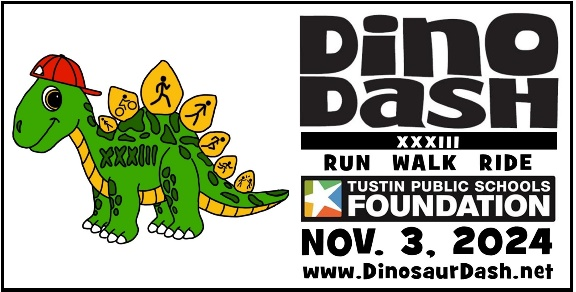 XXXIII
Dino
Dash
XXXIII
RUN WALK RIDE
TUSTIN PUBLIC SCHOOLS
FOUNDATION
NOV. 3, 2024
www.DinosaurDash.net